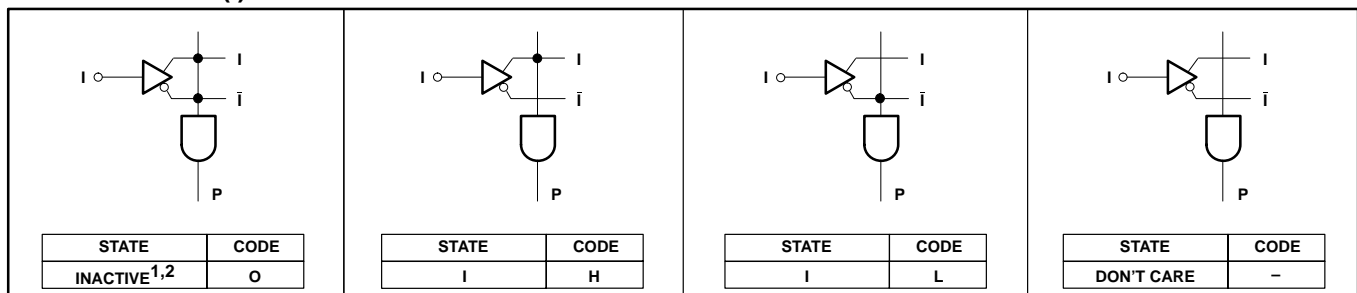 (I)
I
I
Ī
P
STATE CODE
INACTIVE1,2 O
I
I
Ī
P
STATE CODE
I H
I
I
Ī
P
STATE CODE
I L
I
I
Ī
P
STATE CODE
DON'T CARE –